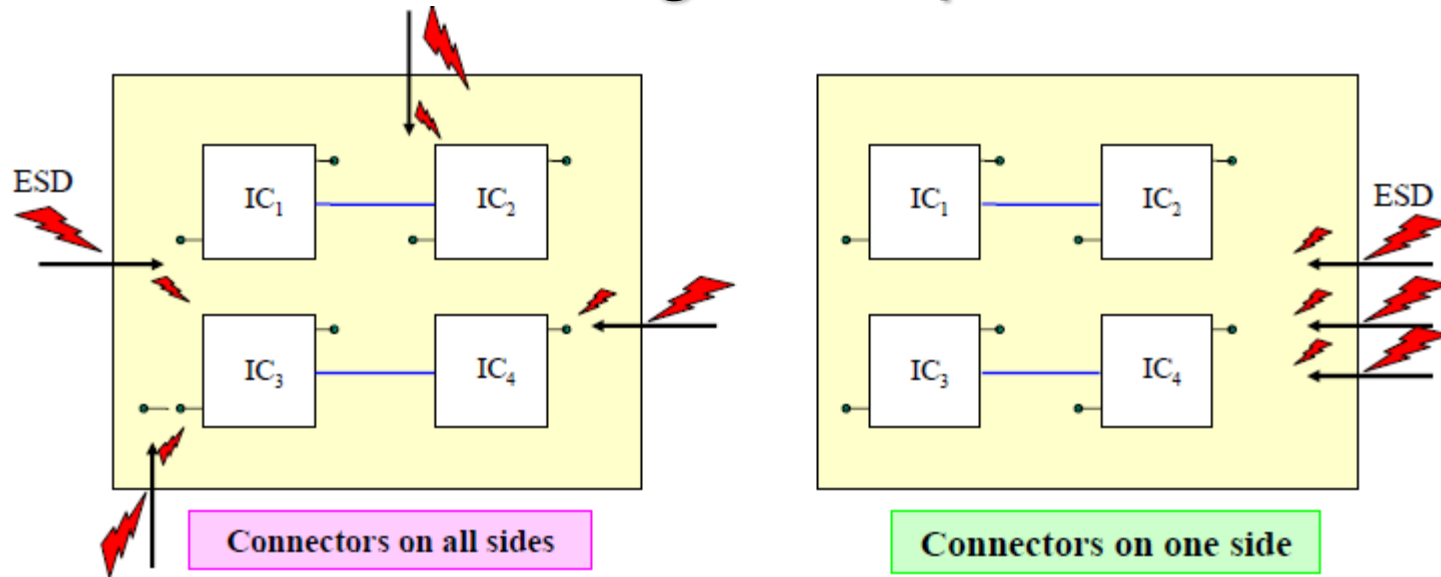 ESD
IC1
IC2
IC3
IC4
Connectors on all sides
ESD
IC1
IC2
IC3
IC4
Connectors on one side